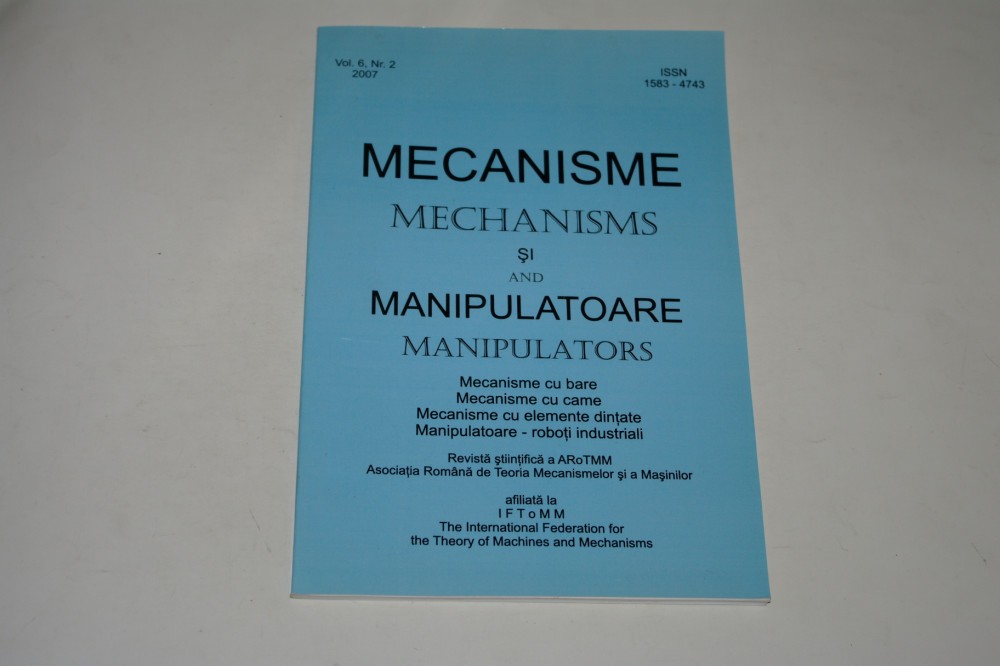 Vol. 6, Nr. 2
2007
ISSN
1583 - 4743
MECANISME
MECHANISMS
ŞI
AND
MANIPULATOARE
MANIPULATORS
Mecanisme cu bare
Mecanisme cu came
Mecanisme cu elemente dinţate
Manipulatoare - roboţi industriali
Revistă ştiinţifică a ARoTMM
Asociaţia Română de Teoria Mecanismelor şi a Maşinilor
afiliată la
I F T o M M
The International Federation for
the Theory of Machines and Mechanisms